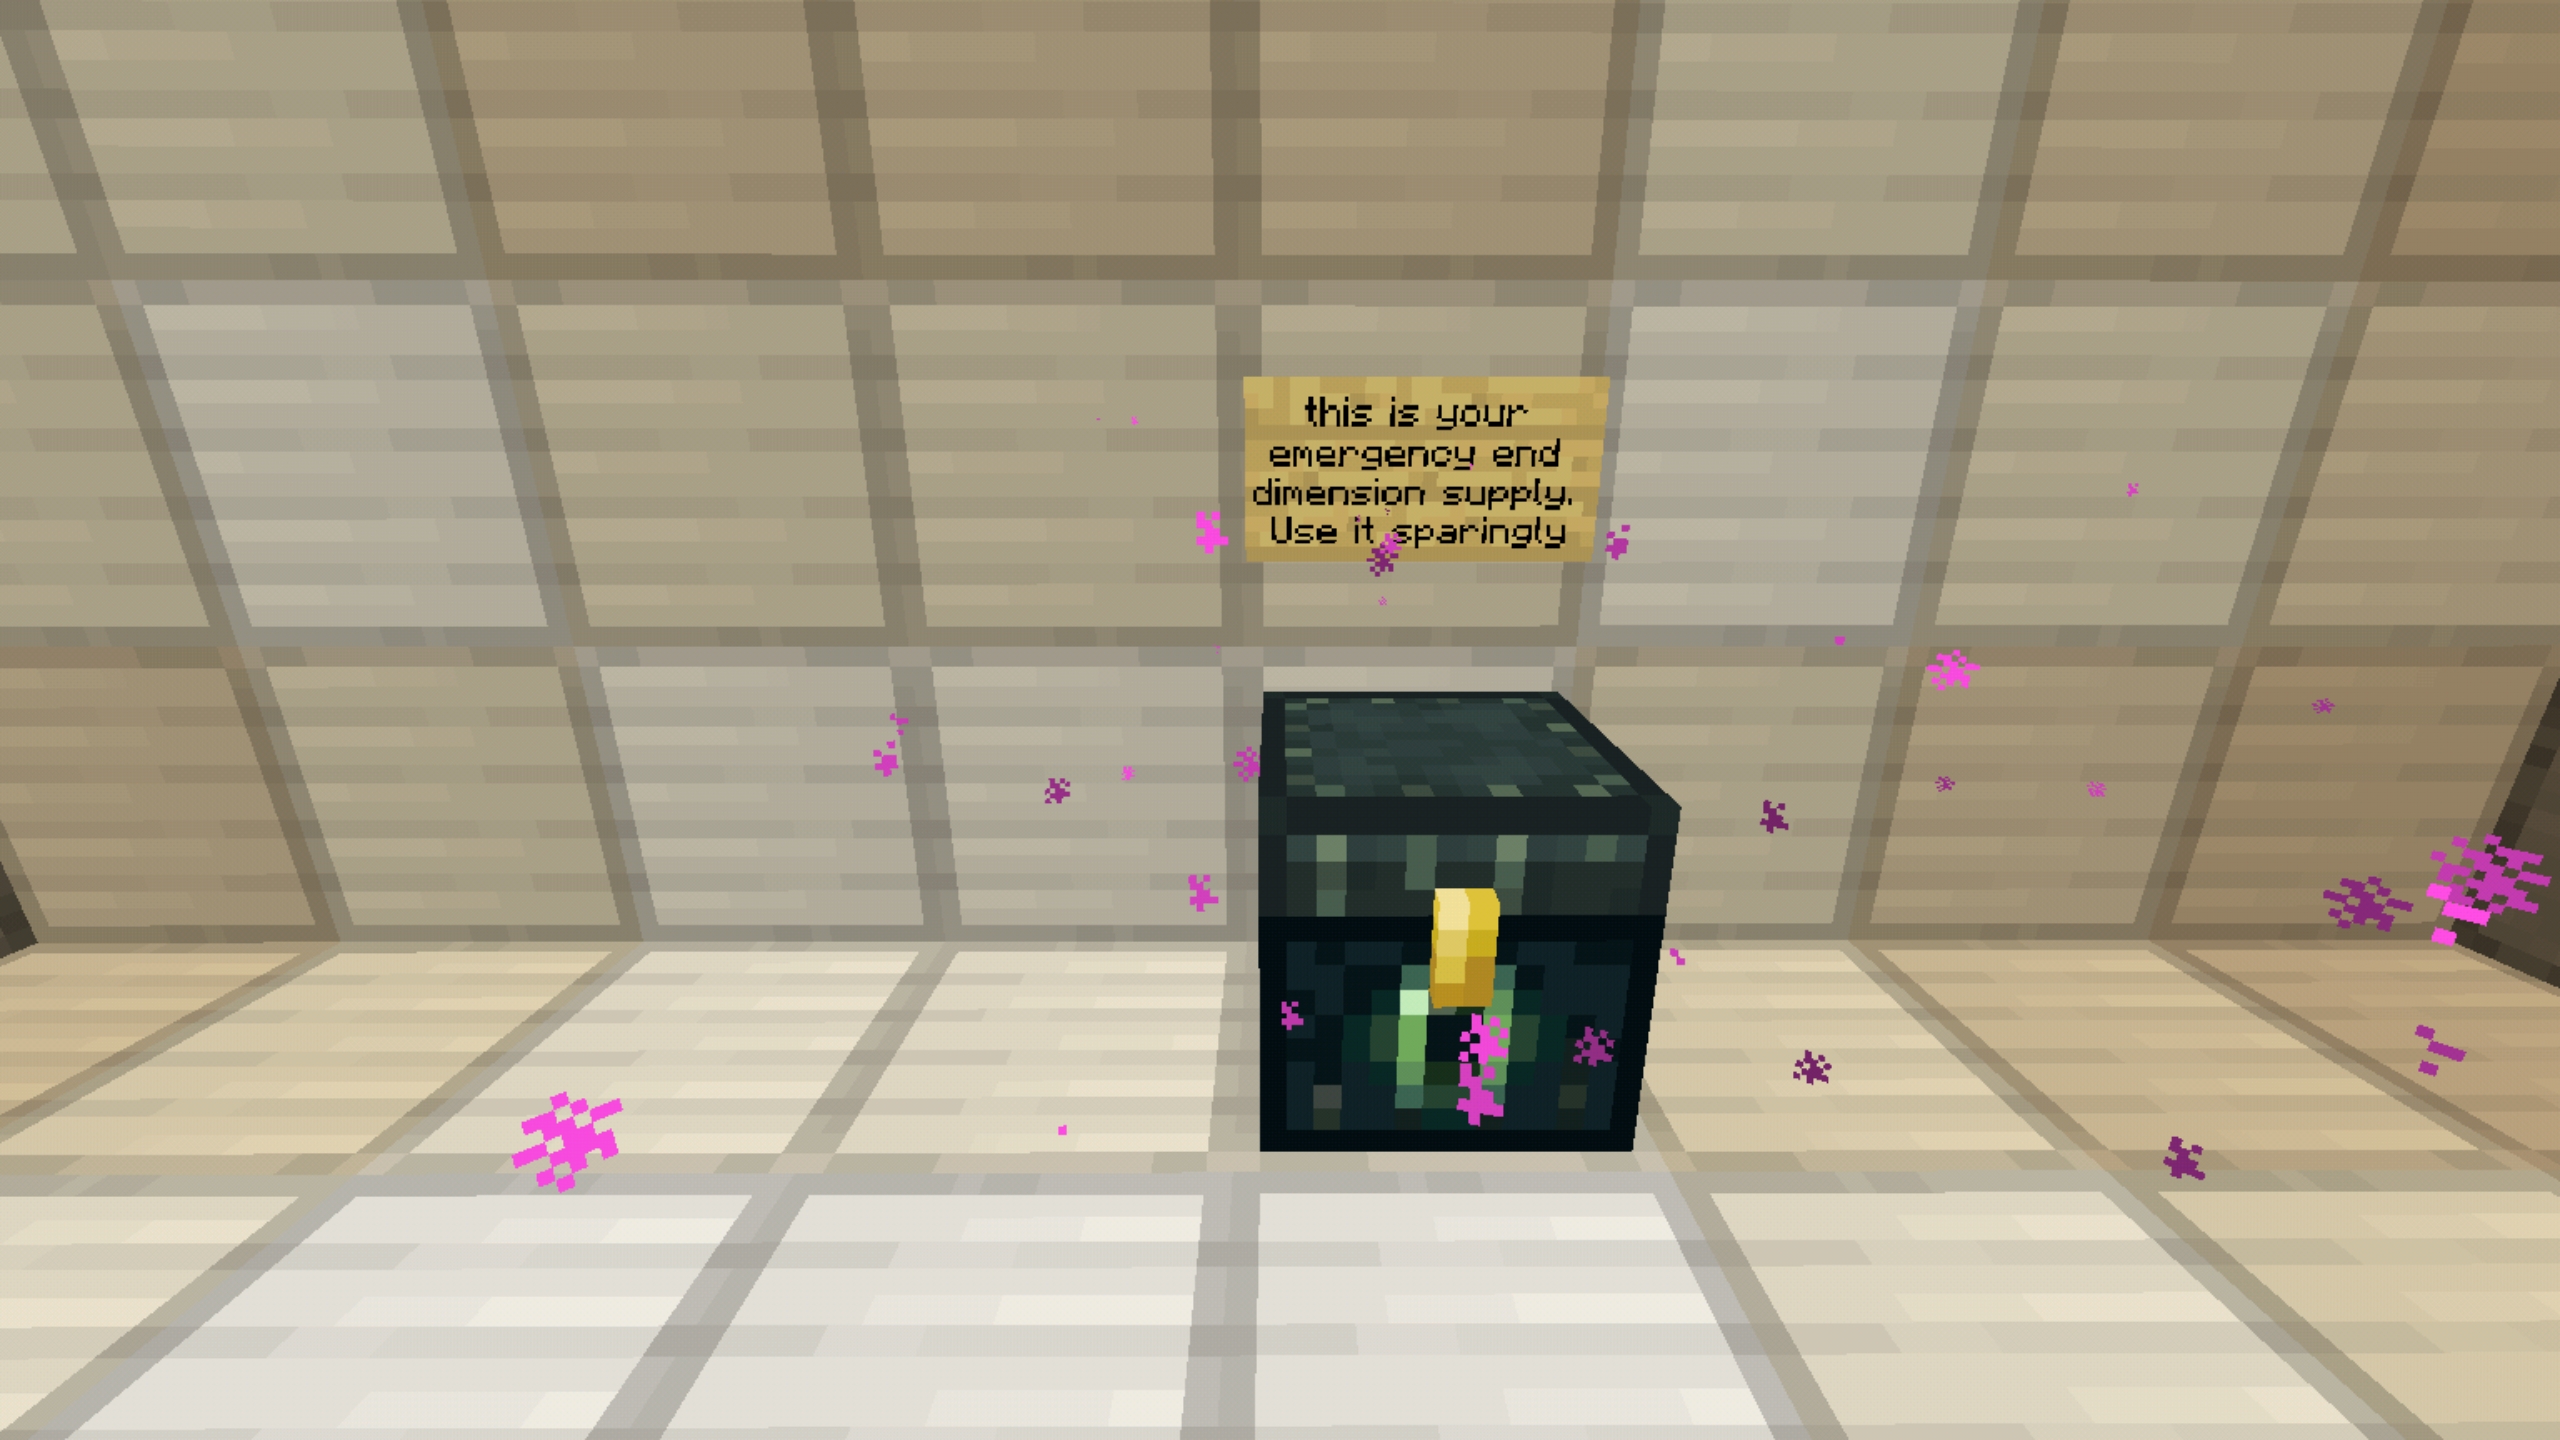 this is your
emergency end
dimension supply.
Use it sparingly